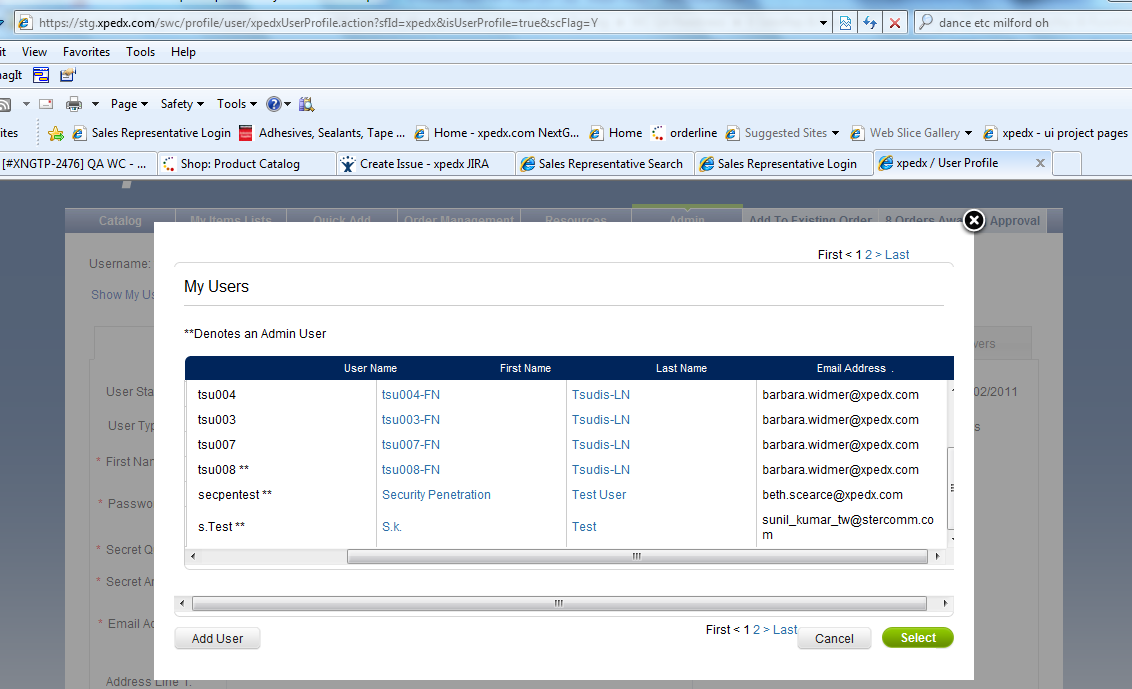 https://stg.xpedx.com/swc/profile/user/xpedxUserProfile.action?sfId=xpedx&isUserProfile=true&scFlag=Y dance etc milford oh
it View Favorites Tools Help
nagIt
Page Safety Tools
ites Sales Representative Login Adhesives, Sealants, Tape ... Home - xpedx.com NextG... Home orderline Suggested Sites Web Slice Gallery xpedx - ui project pages
[#XNGTP-2476] QA WC - ... Shop: Product Catalog Create Issue - xpedx JIRA Sales Representative Search Sales Representative Login xpedx / User Profile
Catalog My Items Lists Quick Add Order Management Resources Admin Add To Existing Order 8 Orders Awa Approval
First < 1 2 > Last
Username:
My Users
Show My Us
**Denotes an Admin User
vers
User Name First Name Last Name Email Address .
User Sta tsu004 tsu004-FN Tsudis-LN barbara.widmer@xpedx.com 02/2011
tsu003 tsu003-FN Tsudis-LN barbara.widmer@xpedx.com
User Typ s
tsu007 tsu007-FN Tsudis-LN barbara.widmer@xpedx.com
* First Nam tsu008 ** tsu008-FN Tsudis-LN barbara.widmer@xpedx.com
secpentest ** Security Penetration Test User beth.scearce@xpedx.com
* Passwo
s.Test ** S.k. Test sunil_kumar_tw@stercomm.co
m
* Secret Q
* Secret An
* Email Ad
First < 1 2 > Last
Add User Cancel Select
Address Line 1: